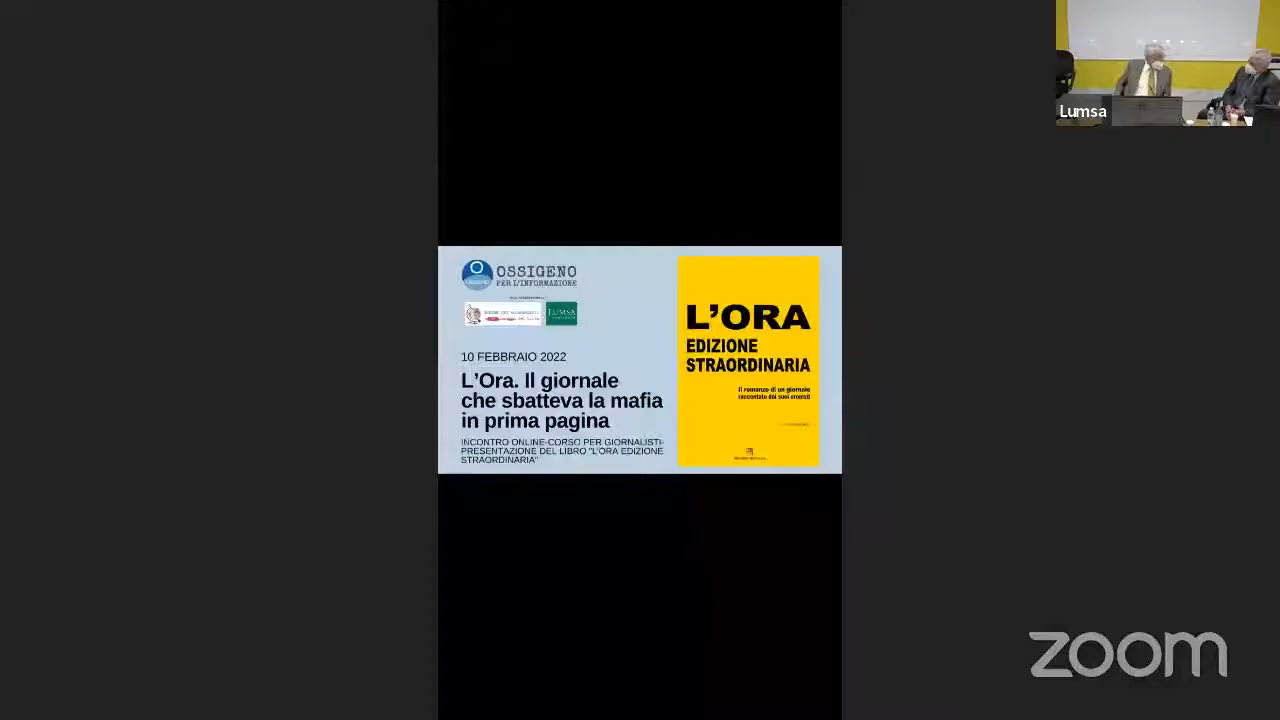 Lumsa
OSSIGENO
PER L'INFORMAZIONE
LUMSA
10 FEBBRAIO 2022
L'Ora. Il giornale
che sbatteva la mafia
in prima pagina
INCONTRO ONLINE-CORSO PER GIORNALISTI-
PRESENTAZIONE DEL LIBRO "L'ORA EDIZIONE
STRAORDINARIA"
L'ORA
EDIZIONE
STRAORDINARIA
Il romanzo di un giornale
raccontato dai suoi cronisti
zoom